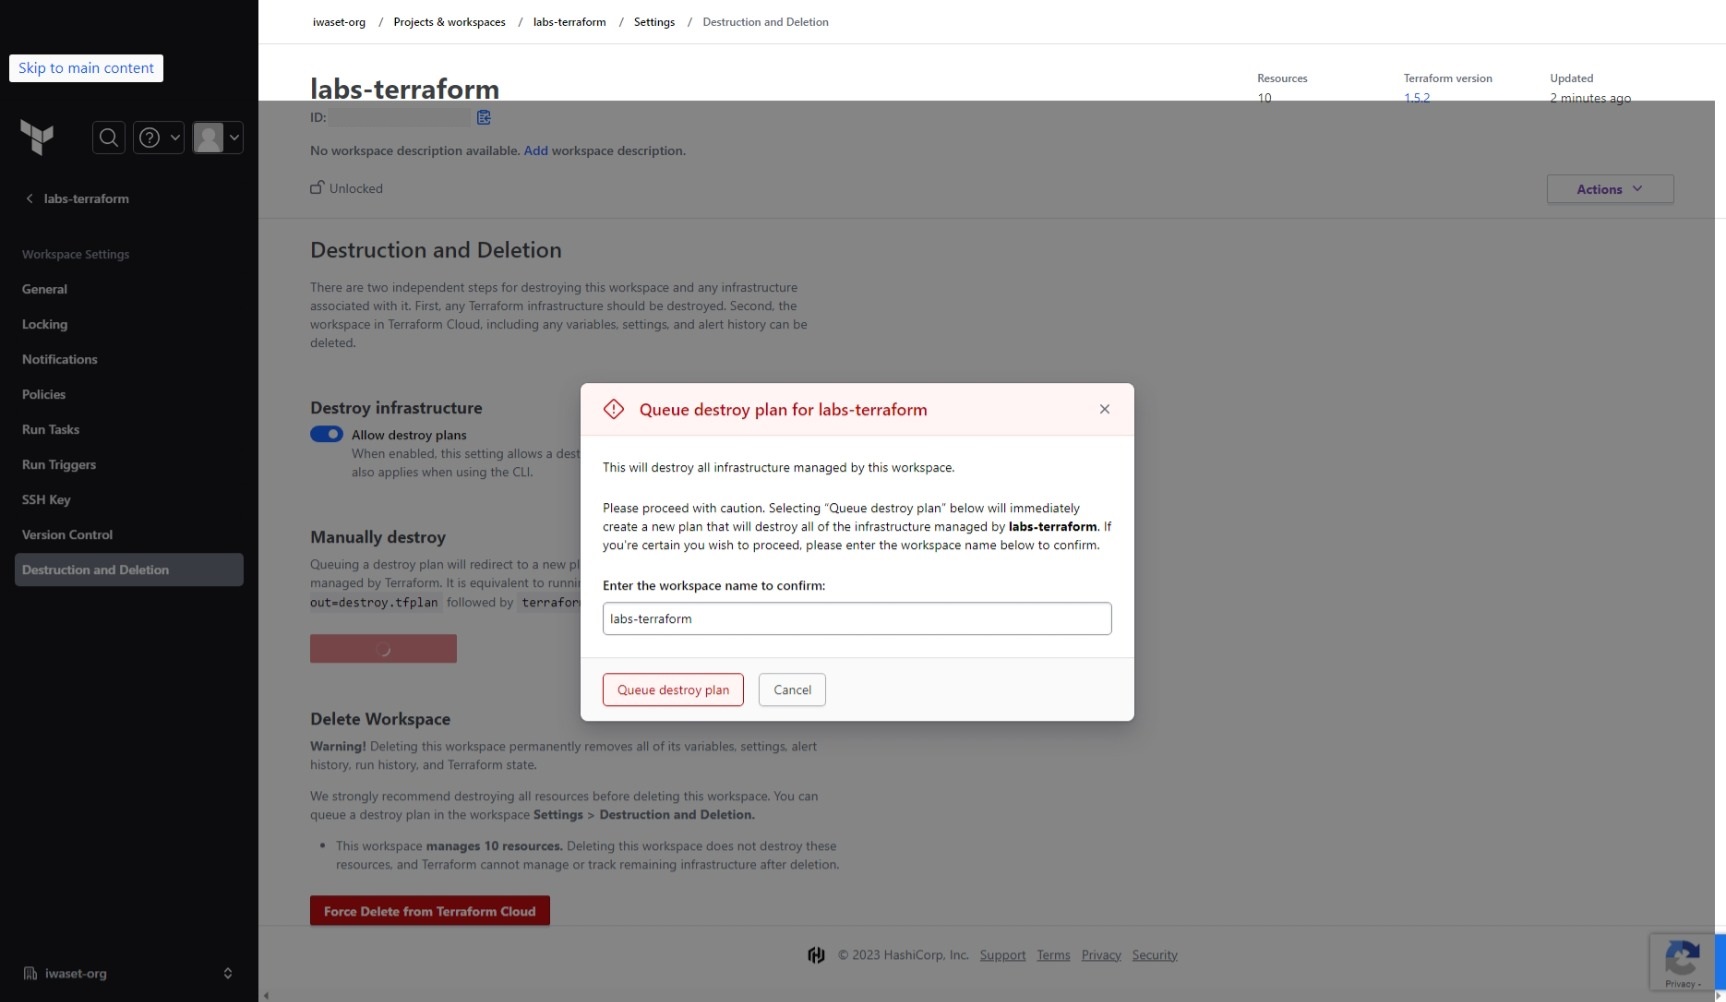 iwaset-org / Projects & workspaces / labs-terraform / Settings / Destruction and Deletion
Skip to main content
labs-terraform
Resources
10
Terraform version
1.5.2
Updated
2 minutes ago
ID:
No workspace description available. Add workspace description.
Unlocked
Actions
labs-terraform
Workspace Settings
General
Locking
Notifications
Policies
Run Tasks
Run Triggers
SSH Key
Version Control
Destruction and Deletion
iwaset-org
Destruction and Deletion
There are two independent steps for destroying this workspace and any infrastructure
associated with it. First, any Terraform infrastructure should be destroyed. Second, the
workspace in Terraform Cloud, including any variables, settings, and alert history can be
deleted.
Destroy infrastructure
Allow destroy plans
When enabled, this setting allows a dest
also applies when using the CLI.
Manually destroy
Queuing a destroy plan will redirect to a new pl
managed by Terraform. It is equivalent to runnin
out=destroy.tfplan followed by terraform
Delete Workspace
Warning! Deleting this workspace permanently removes all of its variables, settings, alert
history, run history, and Terraform state.
We strongly recommend destroying all resources before deleting this workspace. You can
queue a destroy plan in the workspace Settings > Destruction and Deletion.
• This workspace manages 10 resources. Deleting this workspace does not destroy these
resources, and Terraform cannot manage or track remaining infrastructure after deletion.
Force Delete from Terraform Cloud
Queue destroy plan for labs-terraform
This will destroy all infrastructure managed by this workspace.
Please proceed with caution. Selecting “Queue destroy plan” below will immediately
create a new plan that will destroy all of the infrastructure managed by labs-terraform. If
you're certain you wish to proceed, please enter the workspace name below to confirm.
Enter the workspace name to confirm:
labs-terraform
Queue destroy plan
Cancel
© 2023 HashiCorp, Inc. Support Terms Privacy Security
Privacy -